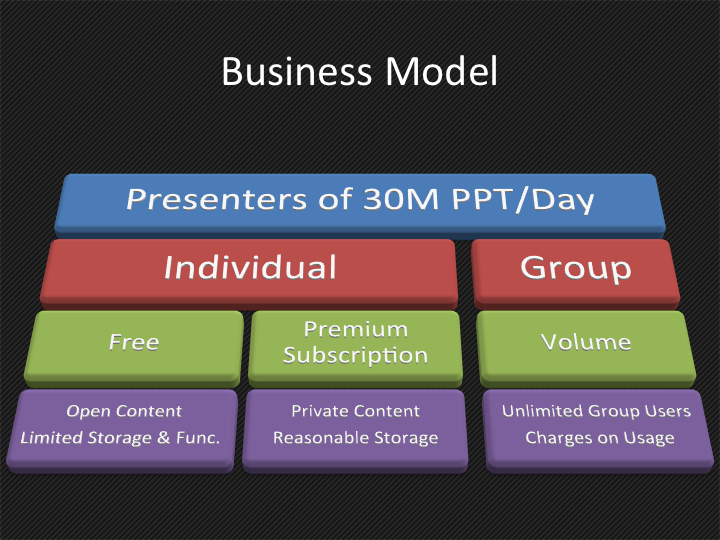 Business Model
Presenters of 30M PPT/Day
Individual
Group
Free
Premium
Subscription
Volume
Open Content
Limited Storage & Func.
Private Content
Reasonable Storage
Unlimited Group Users
Charges on Usage